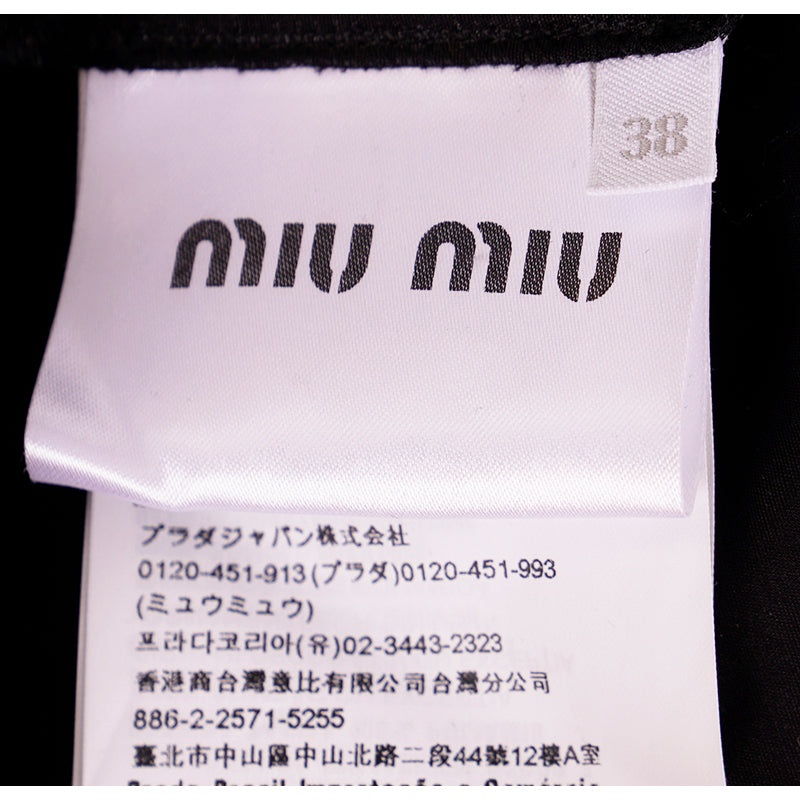 38
miu miu
プラダジャパン株式会社
0120-451-913(プラダ)0120-451-993
(ミュウミュウ)
프라다코리아(유)02-3443-2323
香港商台灣意比有限公司台灣分公司
886-2-2571-5255
臺北市中山區中山北路二段44號12樓A室
Prada Brasil Importação e Comércio